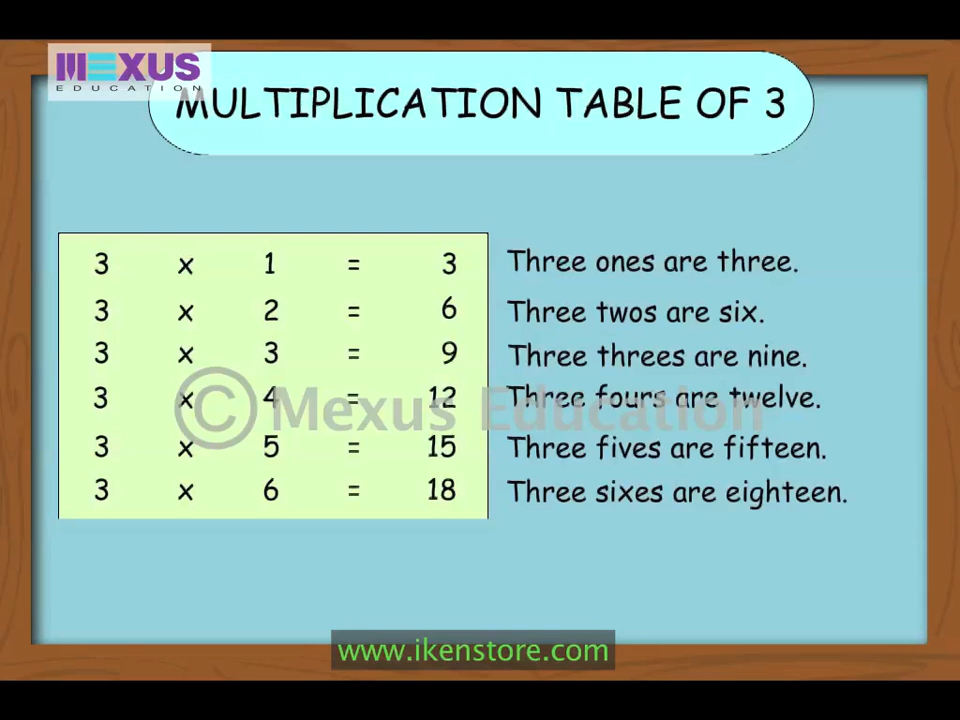 MEXUS
EDUCATION
MULTIPLICATION TABLE OF 3
3 x 1 = 3 Three ones are three.
3 x 2 = 6 Three twos are six.
3 x 3 = 9 Three threes are nine.
3 x 4 = 12 Three fours are twelve.
© Mexus Education
3 x 5 = 15 Three fives are fifteen.
3 x 6 = 18 Three sixes are eighteen.
www.ikenstore.com